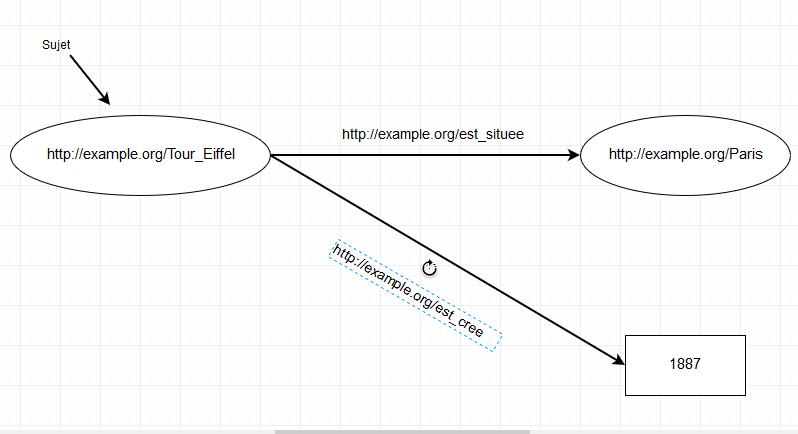 Sujet
http://example.org/est_situee
http://example.org/Tour_Eiffel
http://example.org/Paris
http://example.org/est_cree
1887